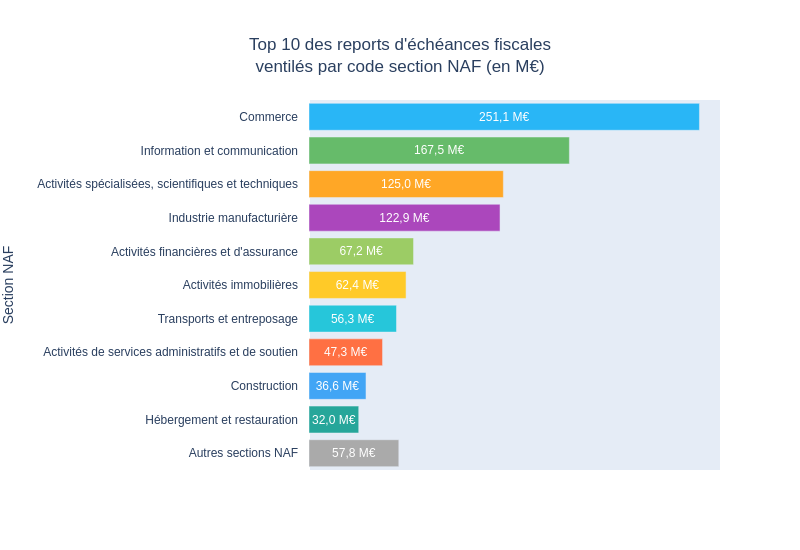 Top 10 des reports d'échéances fiscales
ventilés par code section NAF (en M€)
Section NAF
Commerce 251,1 M€
Information et communication 167,5 M€
Activités spécialisées, scientifiques et techniques 125,0 M€
Industrie manufacturière 122,9 M€
Activités financières et d'assurance 67,2 M€
Activités immobilières 62,4 M€
Transports et entreposage 56,3 M€
Activités de services administratifs et de soutien 47,3 M€
Construction 36,6 M€
Hébergement et restauration 32,0 M€
Autres sections NAF 57,8 M€